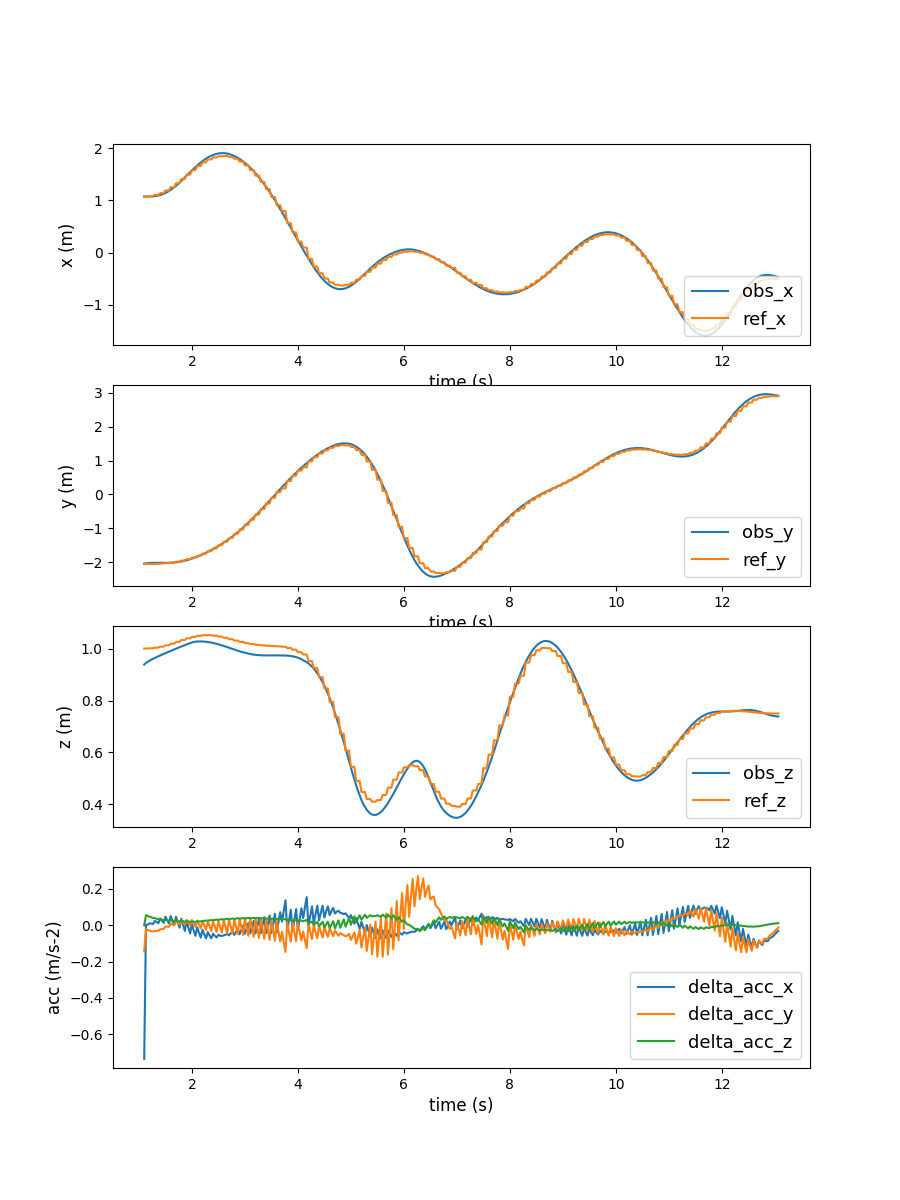 2
1
0
−1
x (m)
obs_x
ref_x
2 4 6 8 10 12
time (s)
3
2
1
0
−1
−2
y (m)
obs_y
ref_y
2 4 6 8 10 12
time (s)
1.0
0.8
0.6
0.4
z (m)
obs_z
ref_z
2 4 6 8 10 12
0.2
0.0
−0.2
−0.4
−0.6
acc (m/s-2)
delta_acc_x
delta_acc_y
delta_acc_z
2 4 6 8 10 12
time (s)